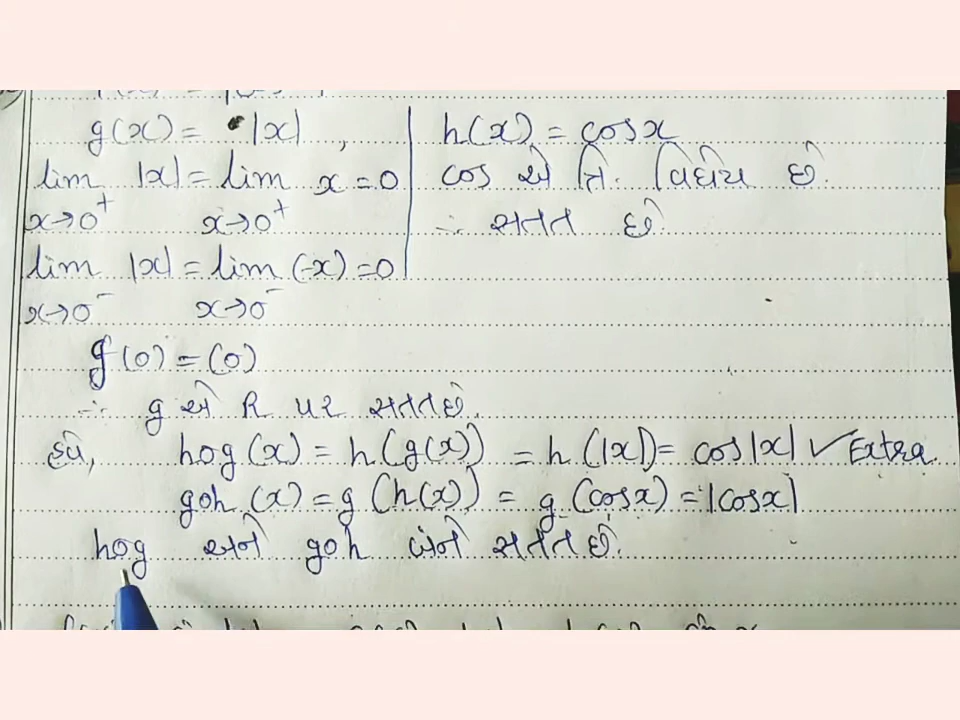 g(x) = |x| ,
lim |x| = lim x = 0
x→0⁺ x→0⁺
lim |x| = lim (-x) = 0
x→0⁻ x→0⁻
h(x) = cosx
cos એ ત્રિ. વિધેય છે.
∴ સતત છે.
g(0) = (0)
∴ g એ R પર સતત છે.
હવે, hog(x) = h(g(x)) = h(|x|) = cos|x| ✓ Extra.
goh (x) = g (h(x)) = g (cosx) = |cosx|
hog અને goh બંને સતત છે.